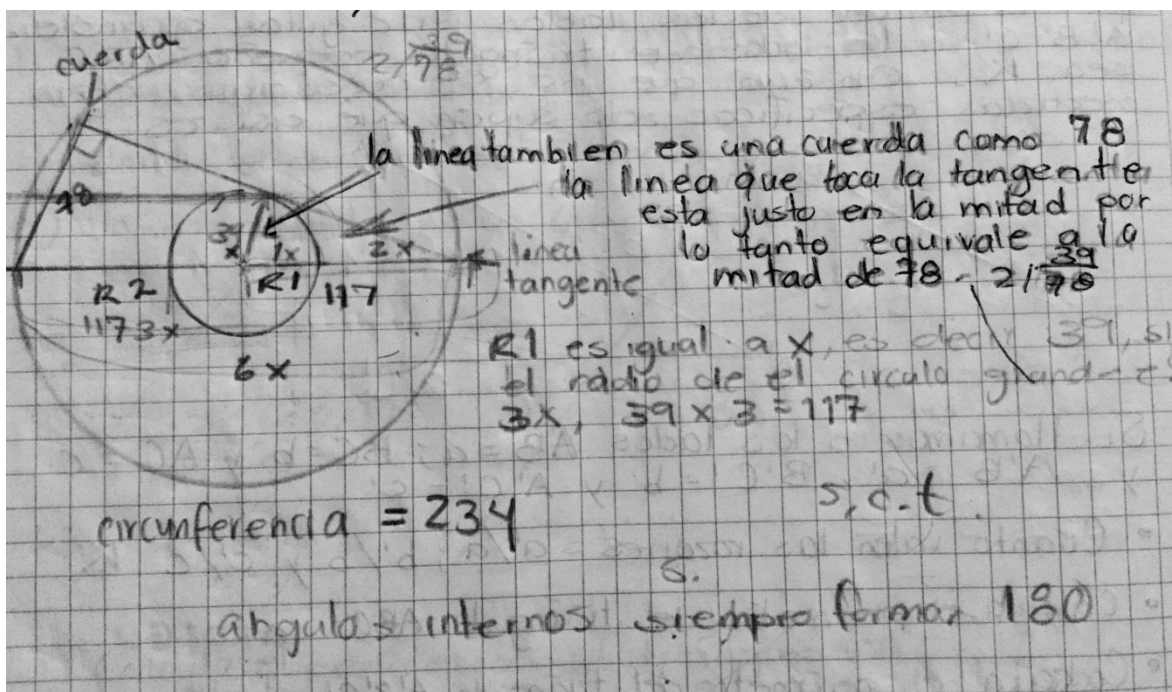 cuerda
2/39
78
la linea tambien es una cuerda como 78
la linea que toca la tangente
esta justo en la mitad por
lo tanto equivale a la
mitad de 78 - 2/39
78
78
39
x
1x
2x
linea
tangente
R2
R1
117
117 3x
6x
R1 es igual a x, es decir 39, si
el radio de el circulo grande es
3x, 39 x 3 = 117
circunferencia = 234
s.c.t.
s.
angulos internos siempre forman 180